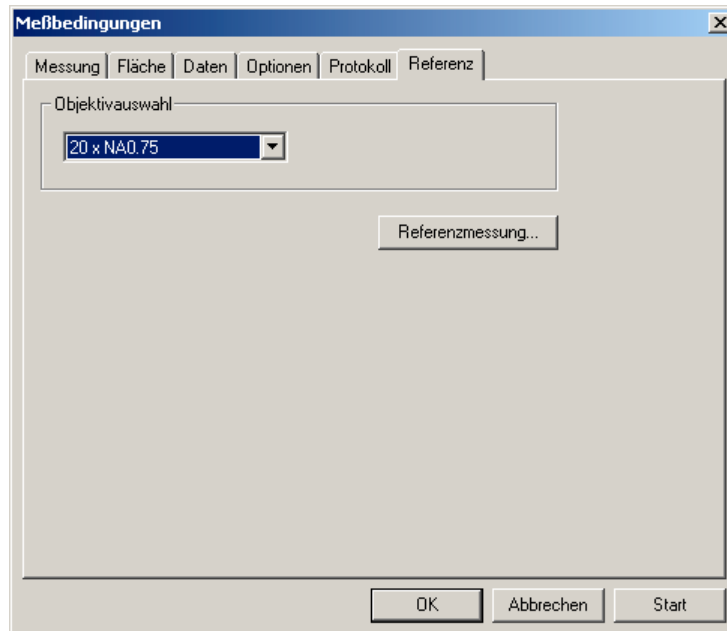 Meßbedingungen
Messung Fläche Daten Optionen Protokoll Referenz
Objektivauswahl
20 x NA0.75
Referenzmessung...
OK Abbrechen Start